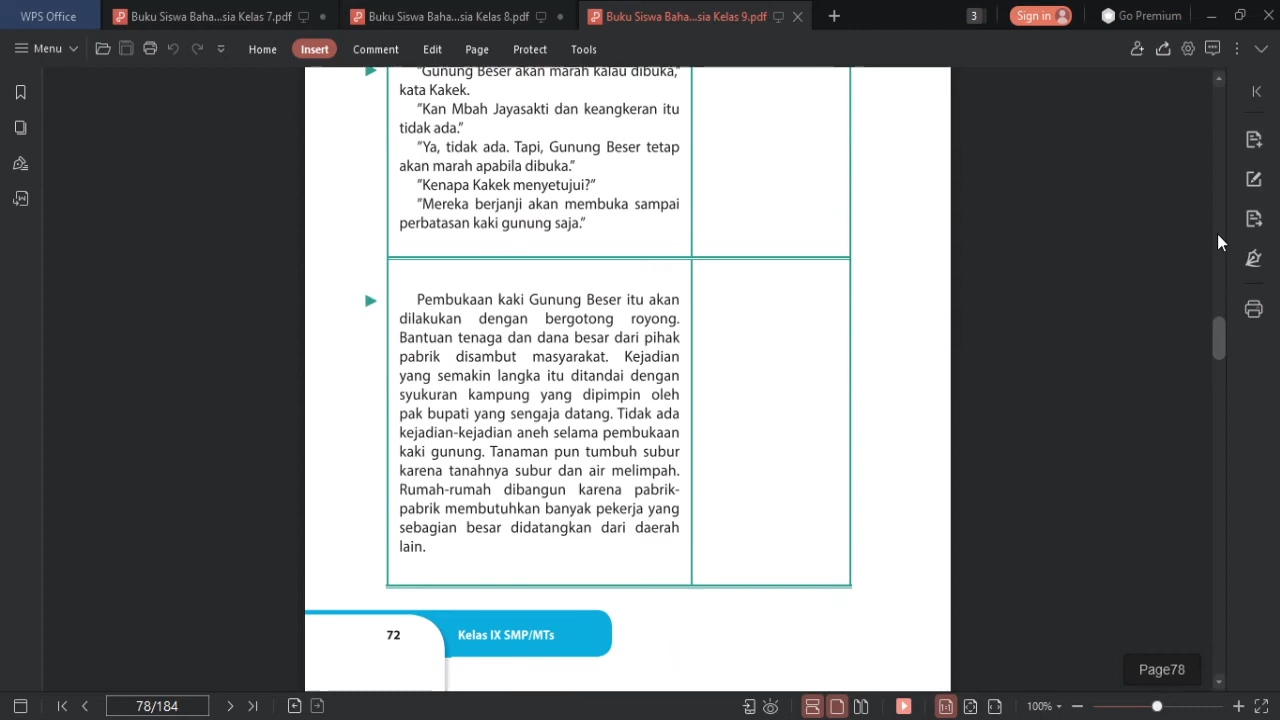 WPS Office
Buku Siswa Baha...sia Kelas 7.pdf
Buku Siswa Baha...sia Kelas 8.pdf
Buku Siswa Baha...sia Kelas 9.pdf
3
Sign in
Go Premium
Menu
Home
Insert
Comment
Edit
Page
Protect
Tools
"Gunung Beser akan marah kalau dibuka,"
kata Kakek.
"Kan Mbah Jayasakti dan keangkeran itu
tidak ada."
"Ya, tidak ada. Tapi, Gunung Beser tetap
akan marah apabila dibuka."
"Kenapa Kakek menyetujui?"
"Mereka berjanji akan membuka sampai
perbatasan kaki gunung saja."
Pembukaan kaki Gunung Beser itu akan
dilakukan dengan bergotong royong.
Bantuan tenaga dan dana besar dari pihak
pabrik disambut masyarakat. Kejadian
yang semakin langka itu ditandai dengan
syukuran kampung yang dipimpin oleh
pak bupati yang sengaja datang. Tidak ada
kejadian-kejadian aneh selama pembukaan
kaki gunung. Tanaman pun tumbuh subur
karena tanahnya subur dan air melimpah.
Rumah-rumah dibangun karena pabrik-
pabrik membutuhkan banyak pekerja yang
sebagian besar didatangkan dari daerah
lain.
72
Kelas IX SMP/MTs
Page78
78/184
100%